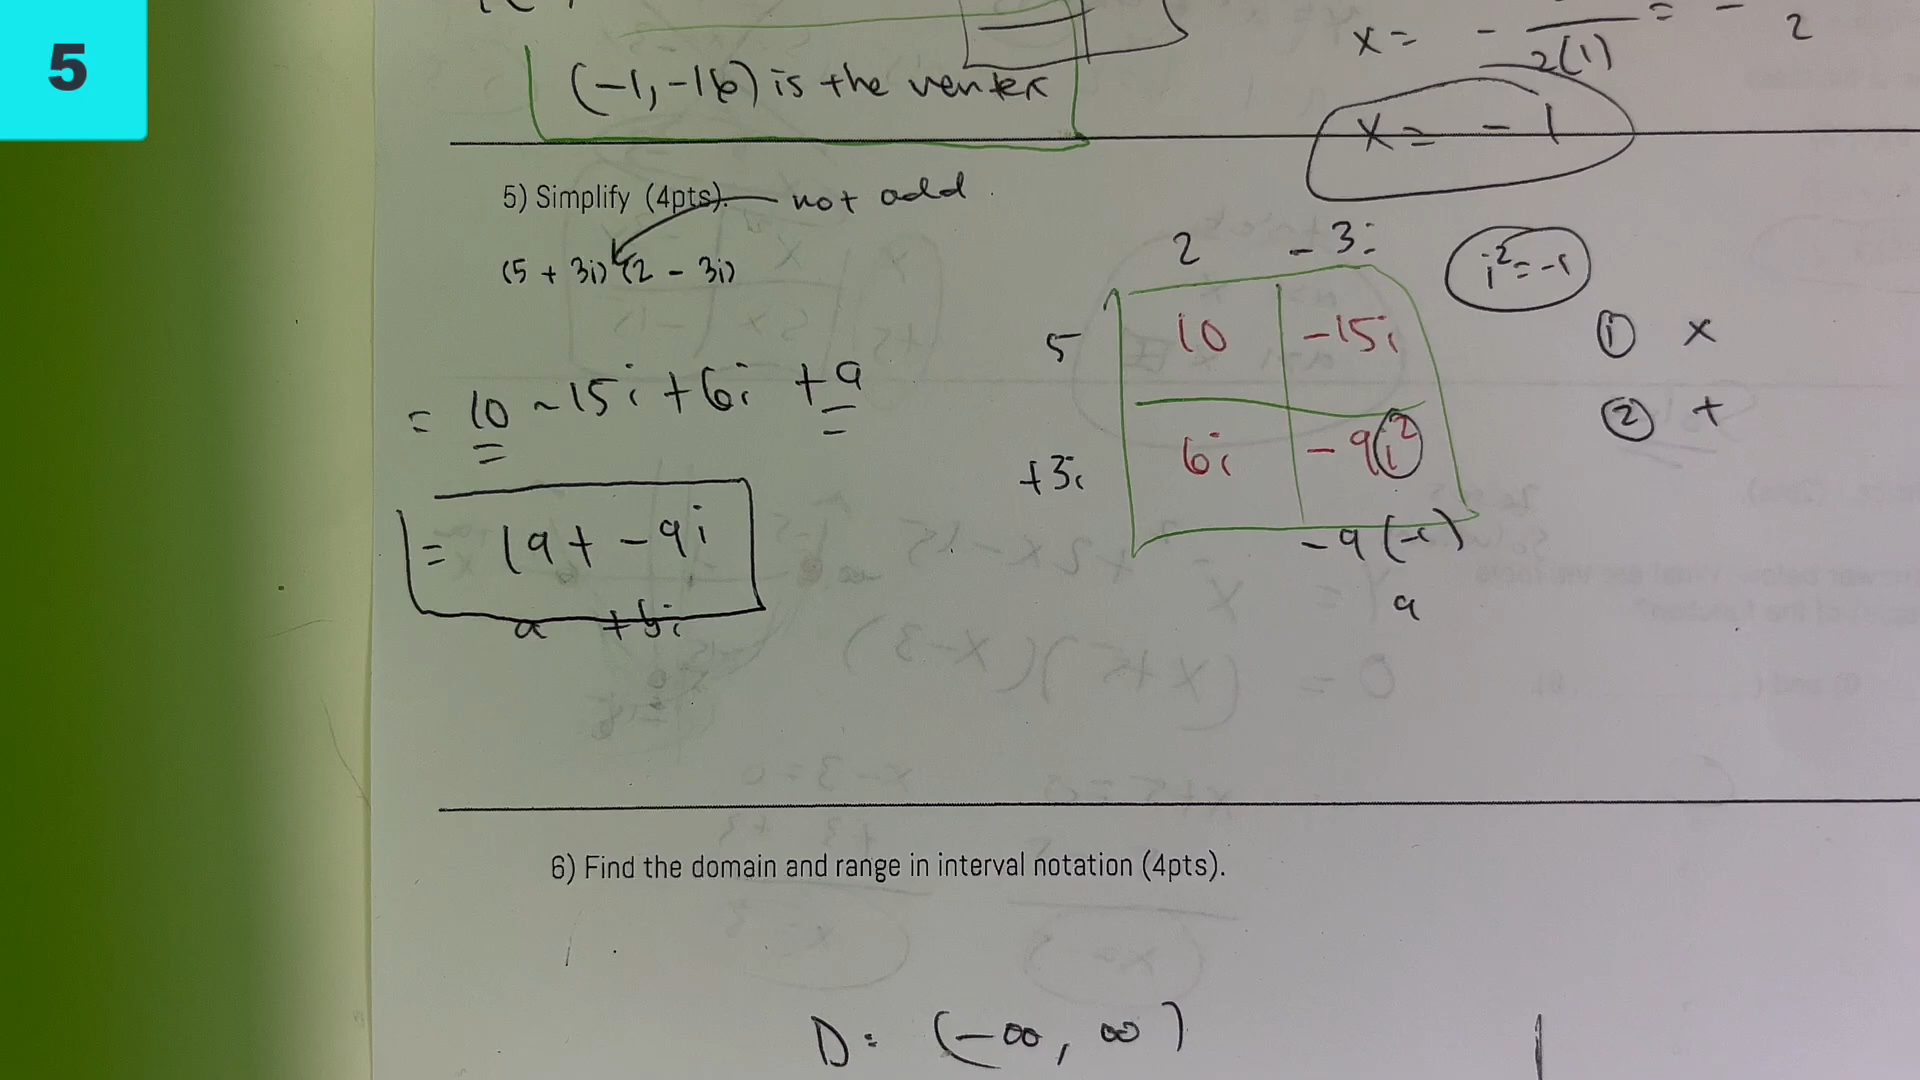 5
(-1, -16) is the vertex
x = - 2(1) = - 2
x = - 1
5) Simplify (4pts). not add
(5 + 3i) (2 - 3i)
2 - 3i
i² = -1
5 10 -15i
① x
= 10 - 15i + 6i + 9
② +
+3i 6i -9i²
= 19 + -9i
-9(-1)
a + bi
9
6) Find the domain and range in interval notation (4pts).
D: (-∞, ∞)